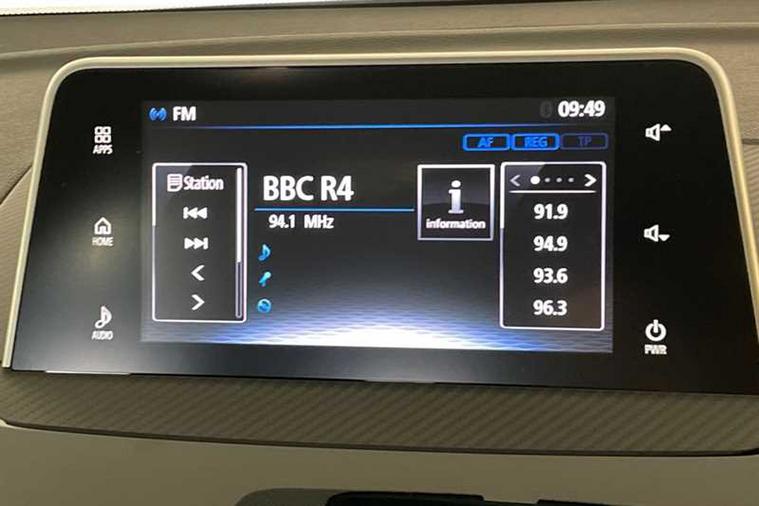 FM
09:49
AF REG TP
APPS
HOME
AUDIO
Station
BBC R4
94.1 MHz
i
information
91.9
94.9
93.6
96.3
PWR